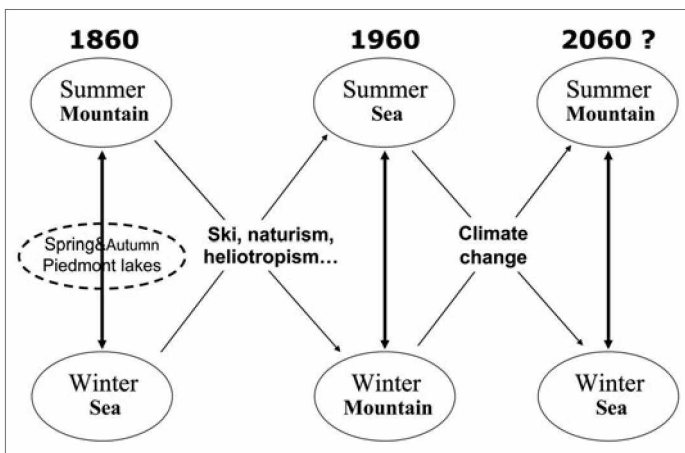 1860
1960
2060 ?
Summer
Mountain
Summer
Sea
Summer
Mountain
Spring&Autumn
Piedmont lakes
Ski, naturism,
heliotropism...
Climate
change
Winter
Sea
Winter
Mountain
Winter
Sea